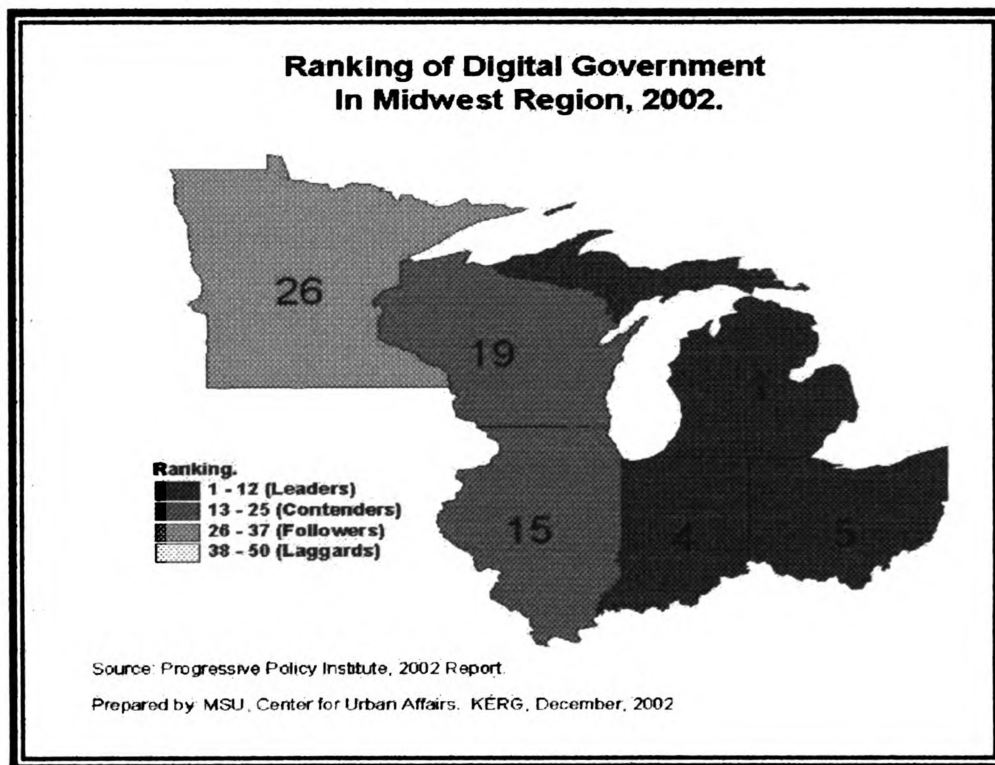 Ranking of Digital Government
In Midwest Region, 2002.
26
19
1
15
4
5
Ranking.
1 - 12 (Leaders)
13 - 25 (Contenders)
26 - 37 (Followers)
38 - 50 (Laggards)
Source: Progressive Policy Institute, 2002 Report.
Prepared by: MSU, Center for Urban Affairs. KERG, December, 2002